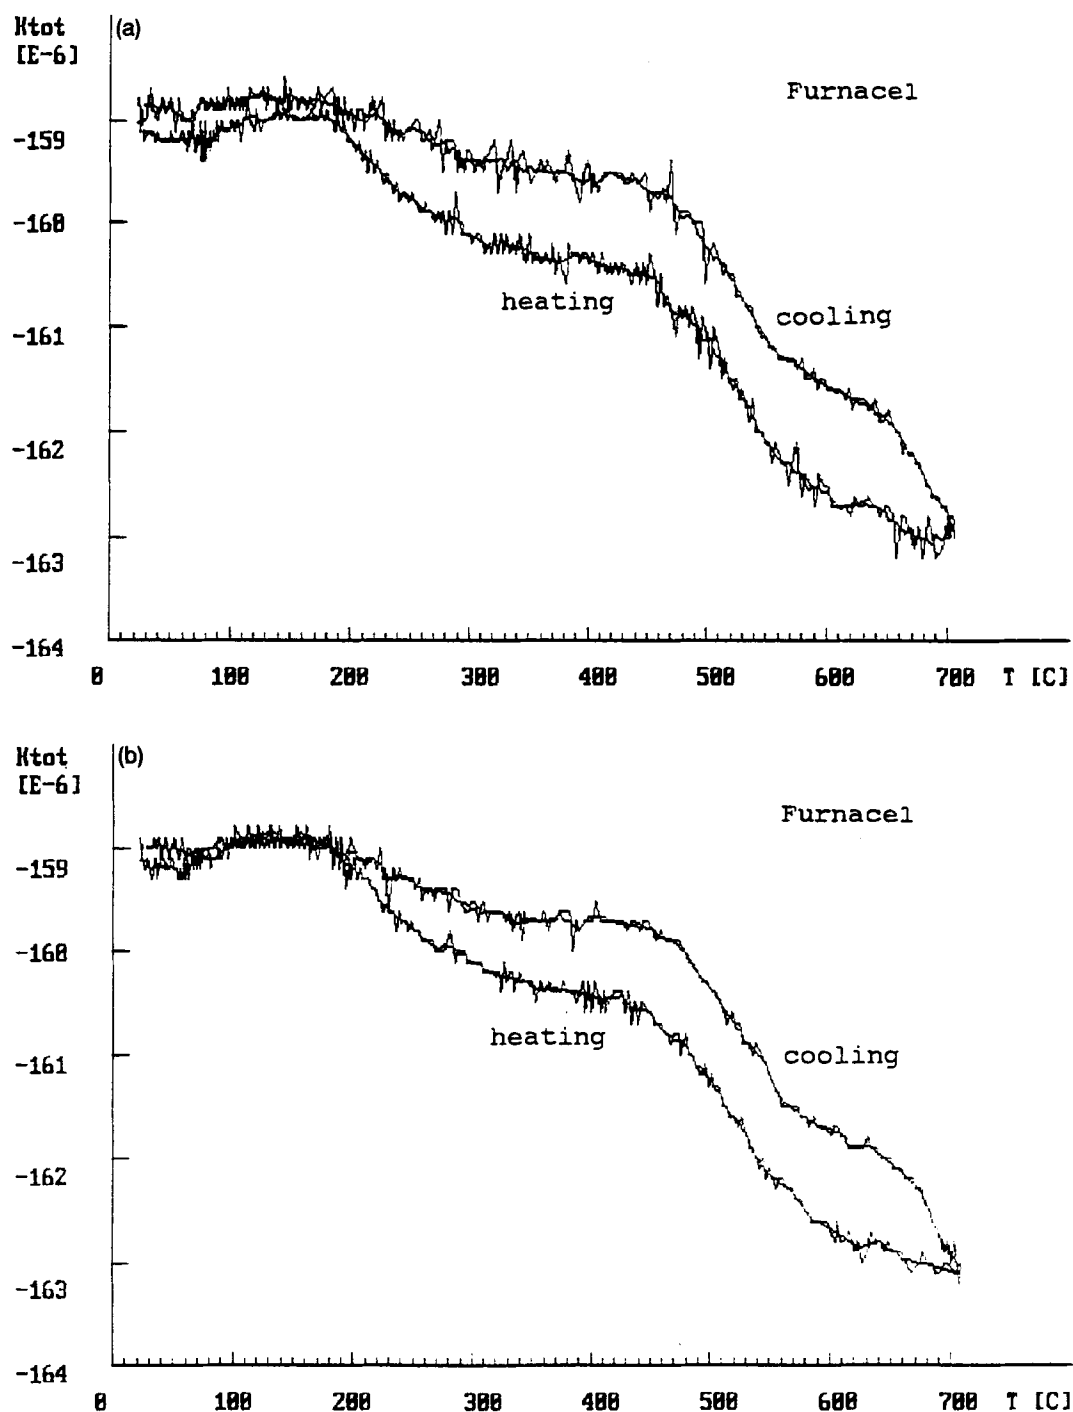 Ktot
[E-6]
(a)
Furnace1
-159
-160
-161
-162
-163
-164
heating
cooling
0 100 200 300 400 500 600 700 T [C]
Ktot
[E-6]
(b)
Furnace1
-159
-160
-161
-162
-163
-164
heating
cooling
0 100 200 300 400 500 600 700 T [C]